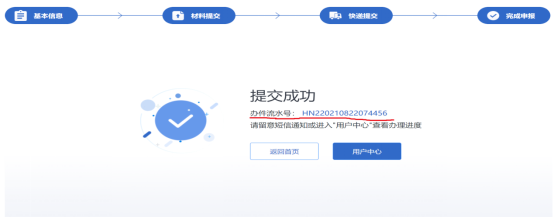 基本信息
材料提交
快递提交
完成申报
提交成功
办件流水号： HN220210822074456
请留意短信通知或进入"用户中心"查看办理进度
返回首页
用户中心